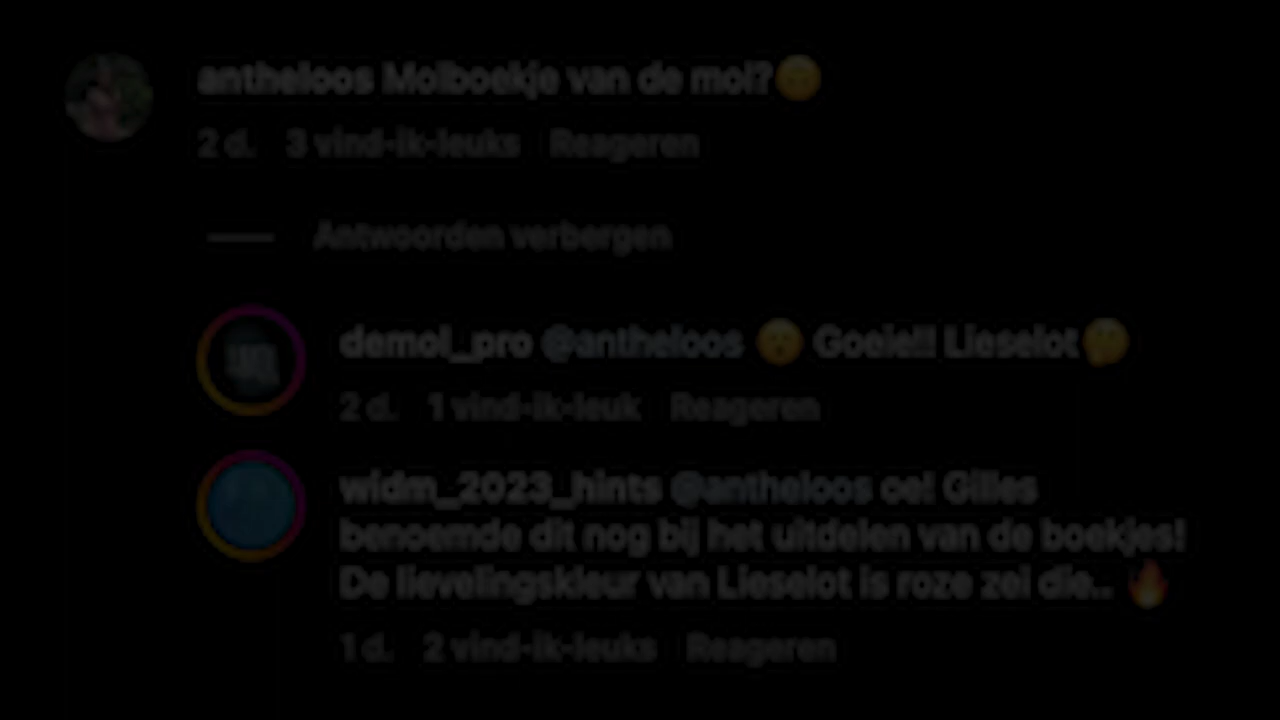 antheloos Molboekje van de mol?😶
2 d. 3 vind-ik-leuks Reageren
Antwoorden verbergen
demol_pro @antheloos 😮 Goeie!! Lieselot🤔
2 d. 1 vind-ik-leuk Reageren
widm_2023_hints @antheloos oei Gilles
benoemde dit nog bij het uitdelen van de boekjes!
De lievelingskleur van Lieselot is roze zei die.. 🔥
1 d. 2 vind-ik-leuks Reageren